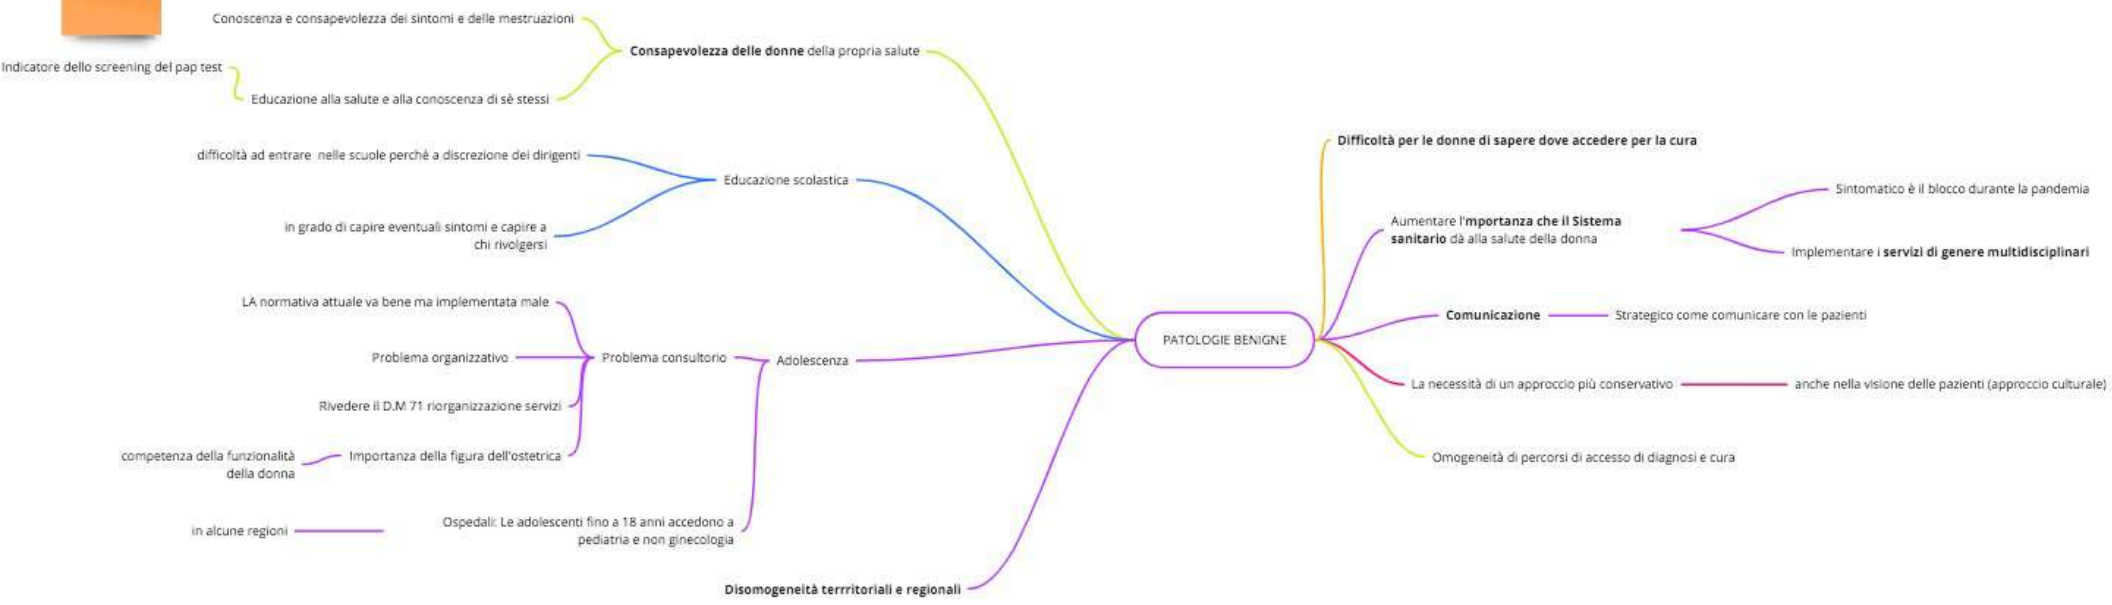 Conoscenza e consapevolezza dei sintomi e delle mestruazioni
Consapevolezza delle donne della propria salute
Indicatore dello screening del pap test
Educazione alla salute e alla conoscenza di sè stessi
difficoltà ad entrare nelle scuole perchè a discrezione dei dirigenti
Educazione scolastica
in grado di capire eventuali sintomi e capire a
chi rivolgersi
LA normativa attuale va bene ma implementata male
Problema organizzativo
Problema consultorio
Adolescenza
Rivedere il D.M 71 riorganizzazione servizi
competenza della funzionalità
della donna
Importanza della figura dell'ostetrica
in alcune regioni
Ospedali: Le adolescenti fino a 18 anni accedono a
pediatria e non ginecologia
Disomogeneità terrritoriali e regionali
PATOLOGIE BENIGNE
Difficoltà per le donne di sapere dove accedere per la cura
Aumentare l'mportanza che il Sistema
sanitario dà alla salute della donna
Sintomatico è il blocco durante la pandemia
Implementare i servizi di genere multidisciplinari
Comunicazione
Strategico come comunicare con le pazienti
La necessità di un approccio più conservativo
anche nella visione delle pazienti (approccio culturale)
Omogeneità di percorsi di accesso di diagnosi e cura